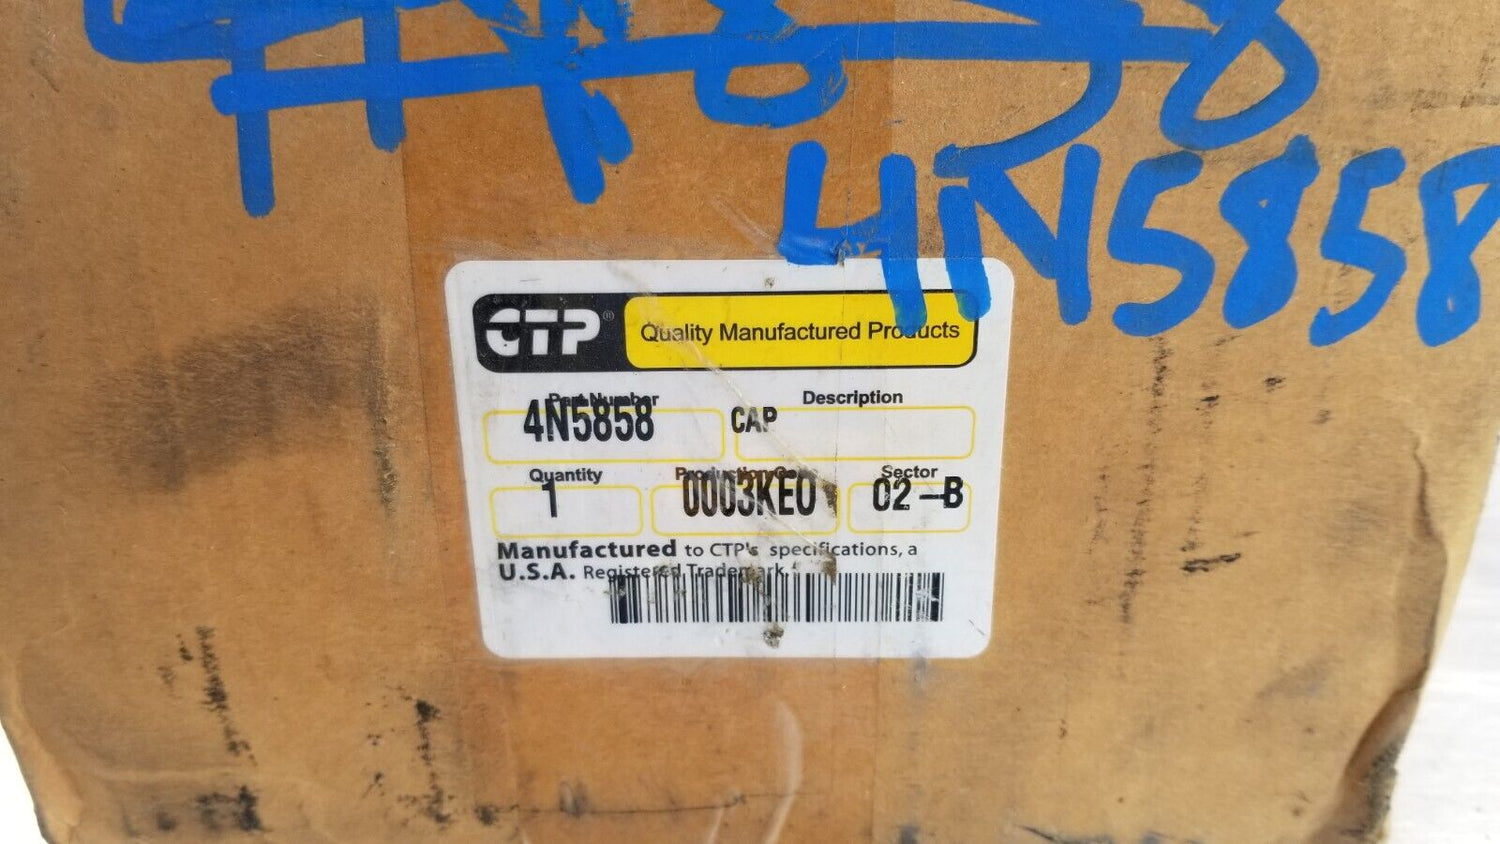 4N5858
CTP® Quality Manufactured Products
Part Number Description
4N5858 CAP
Quantity Production Sector
1 0003KE0 02-B
Manufactured to CTP's specifications, a
U.S.A. Registered Trademark.